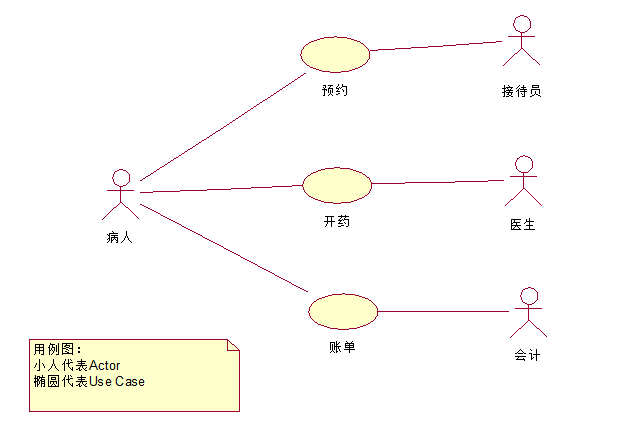 预约
接待员
病人
开药
医生
账单
会计
用例图：
小人代表Actor
椭圆代表Use Case